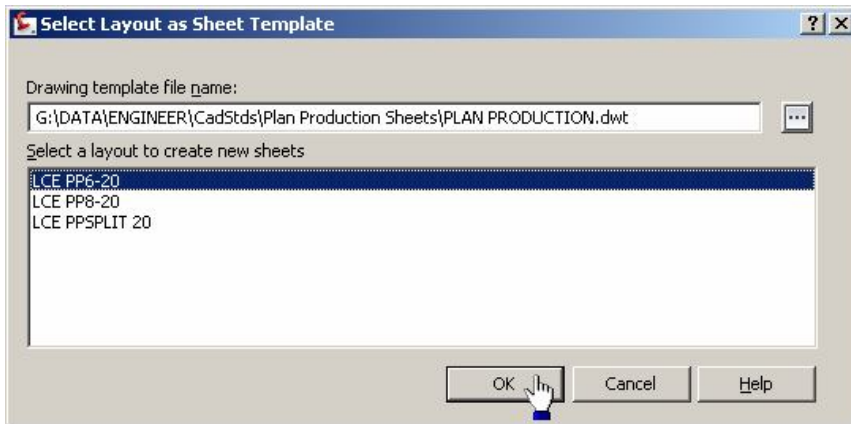 Select Layout as Sheet Template
Drawing template file name:
G:\DATA\ENGINEER\CadStds\Plan Production Sheets\PLAN PRODUCTION.dwt
...
Select a layout to create new sheets
LCE PP6-20
LCE PP8-20
LCE PPSPLIT 20
OK Cancel Help